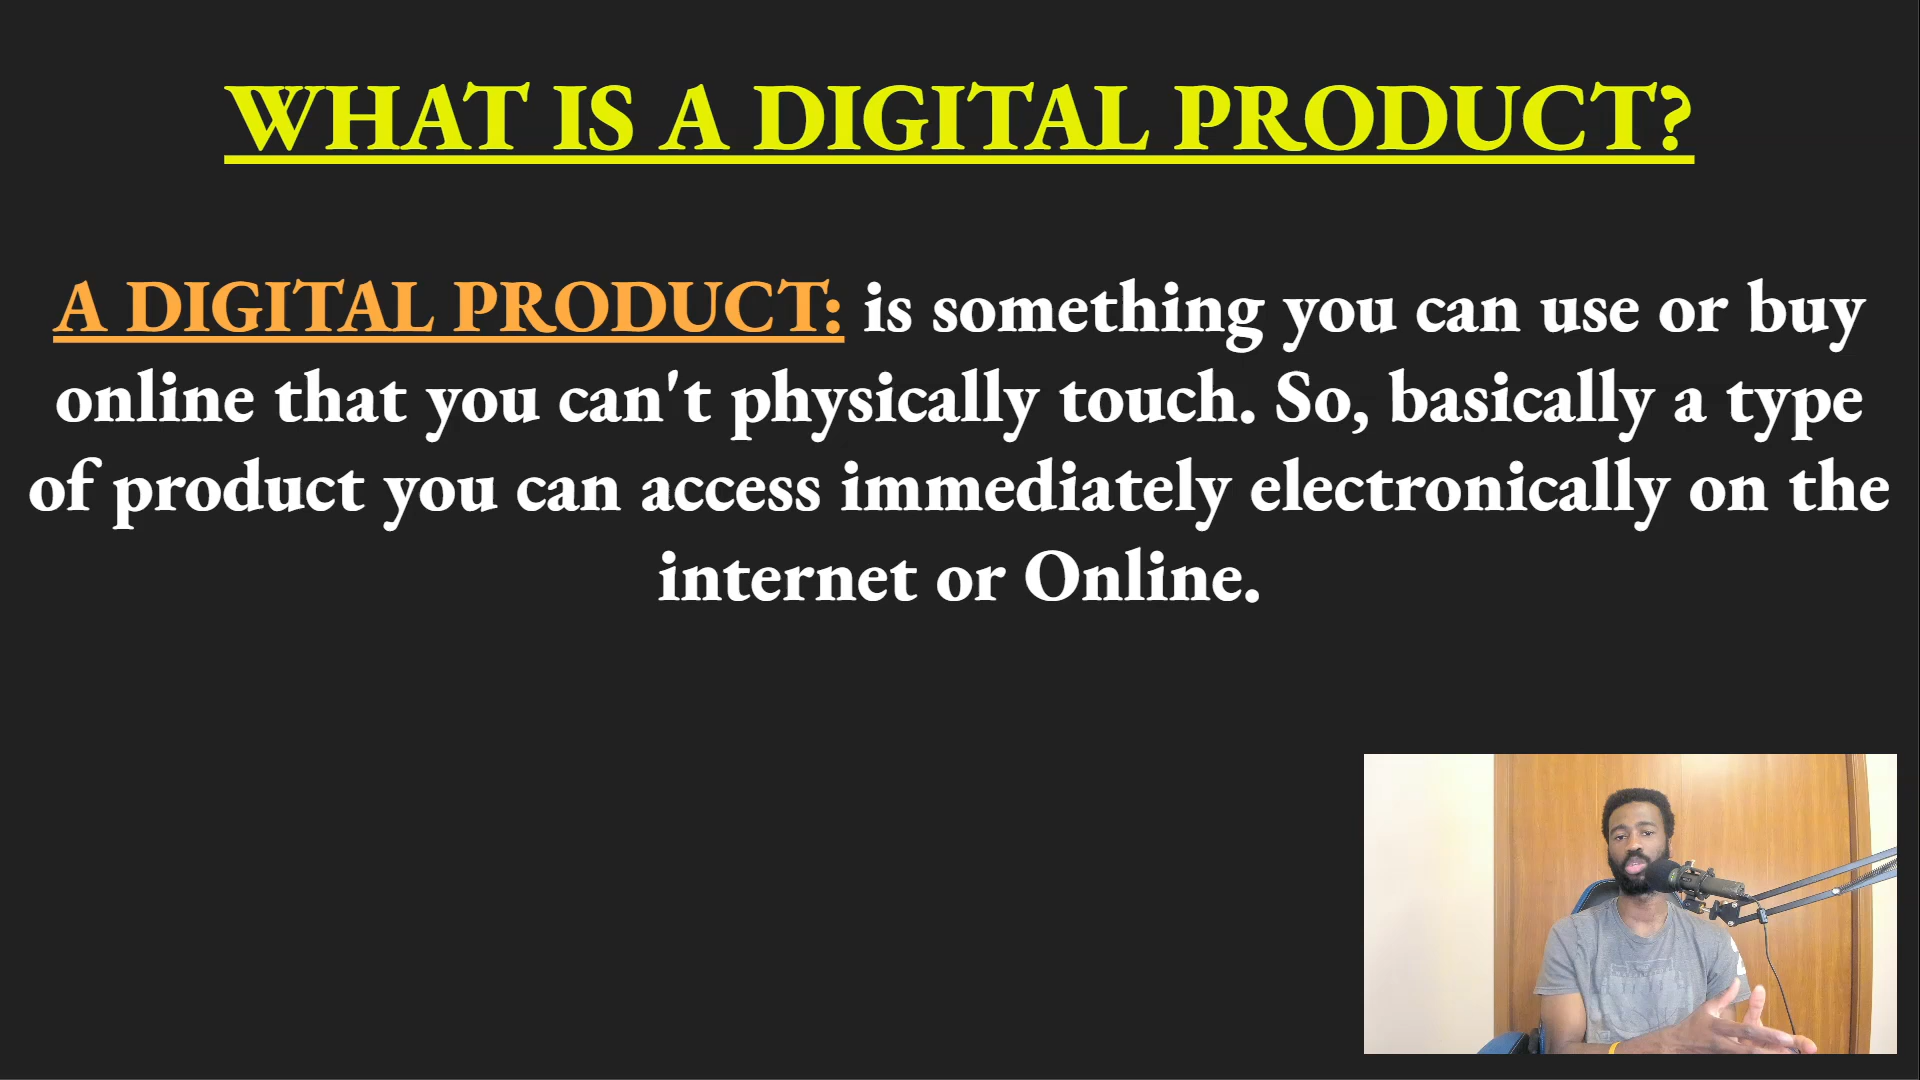 WHAT IS A DIGITAL PRODUCT?
A DIGITAL PRODUCT: is something you can use or buy
online that you can't physically touch. So, basically a type
of product you can access immediately electronically on the
internet or Online.